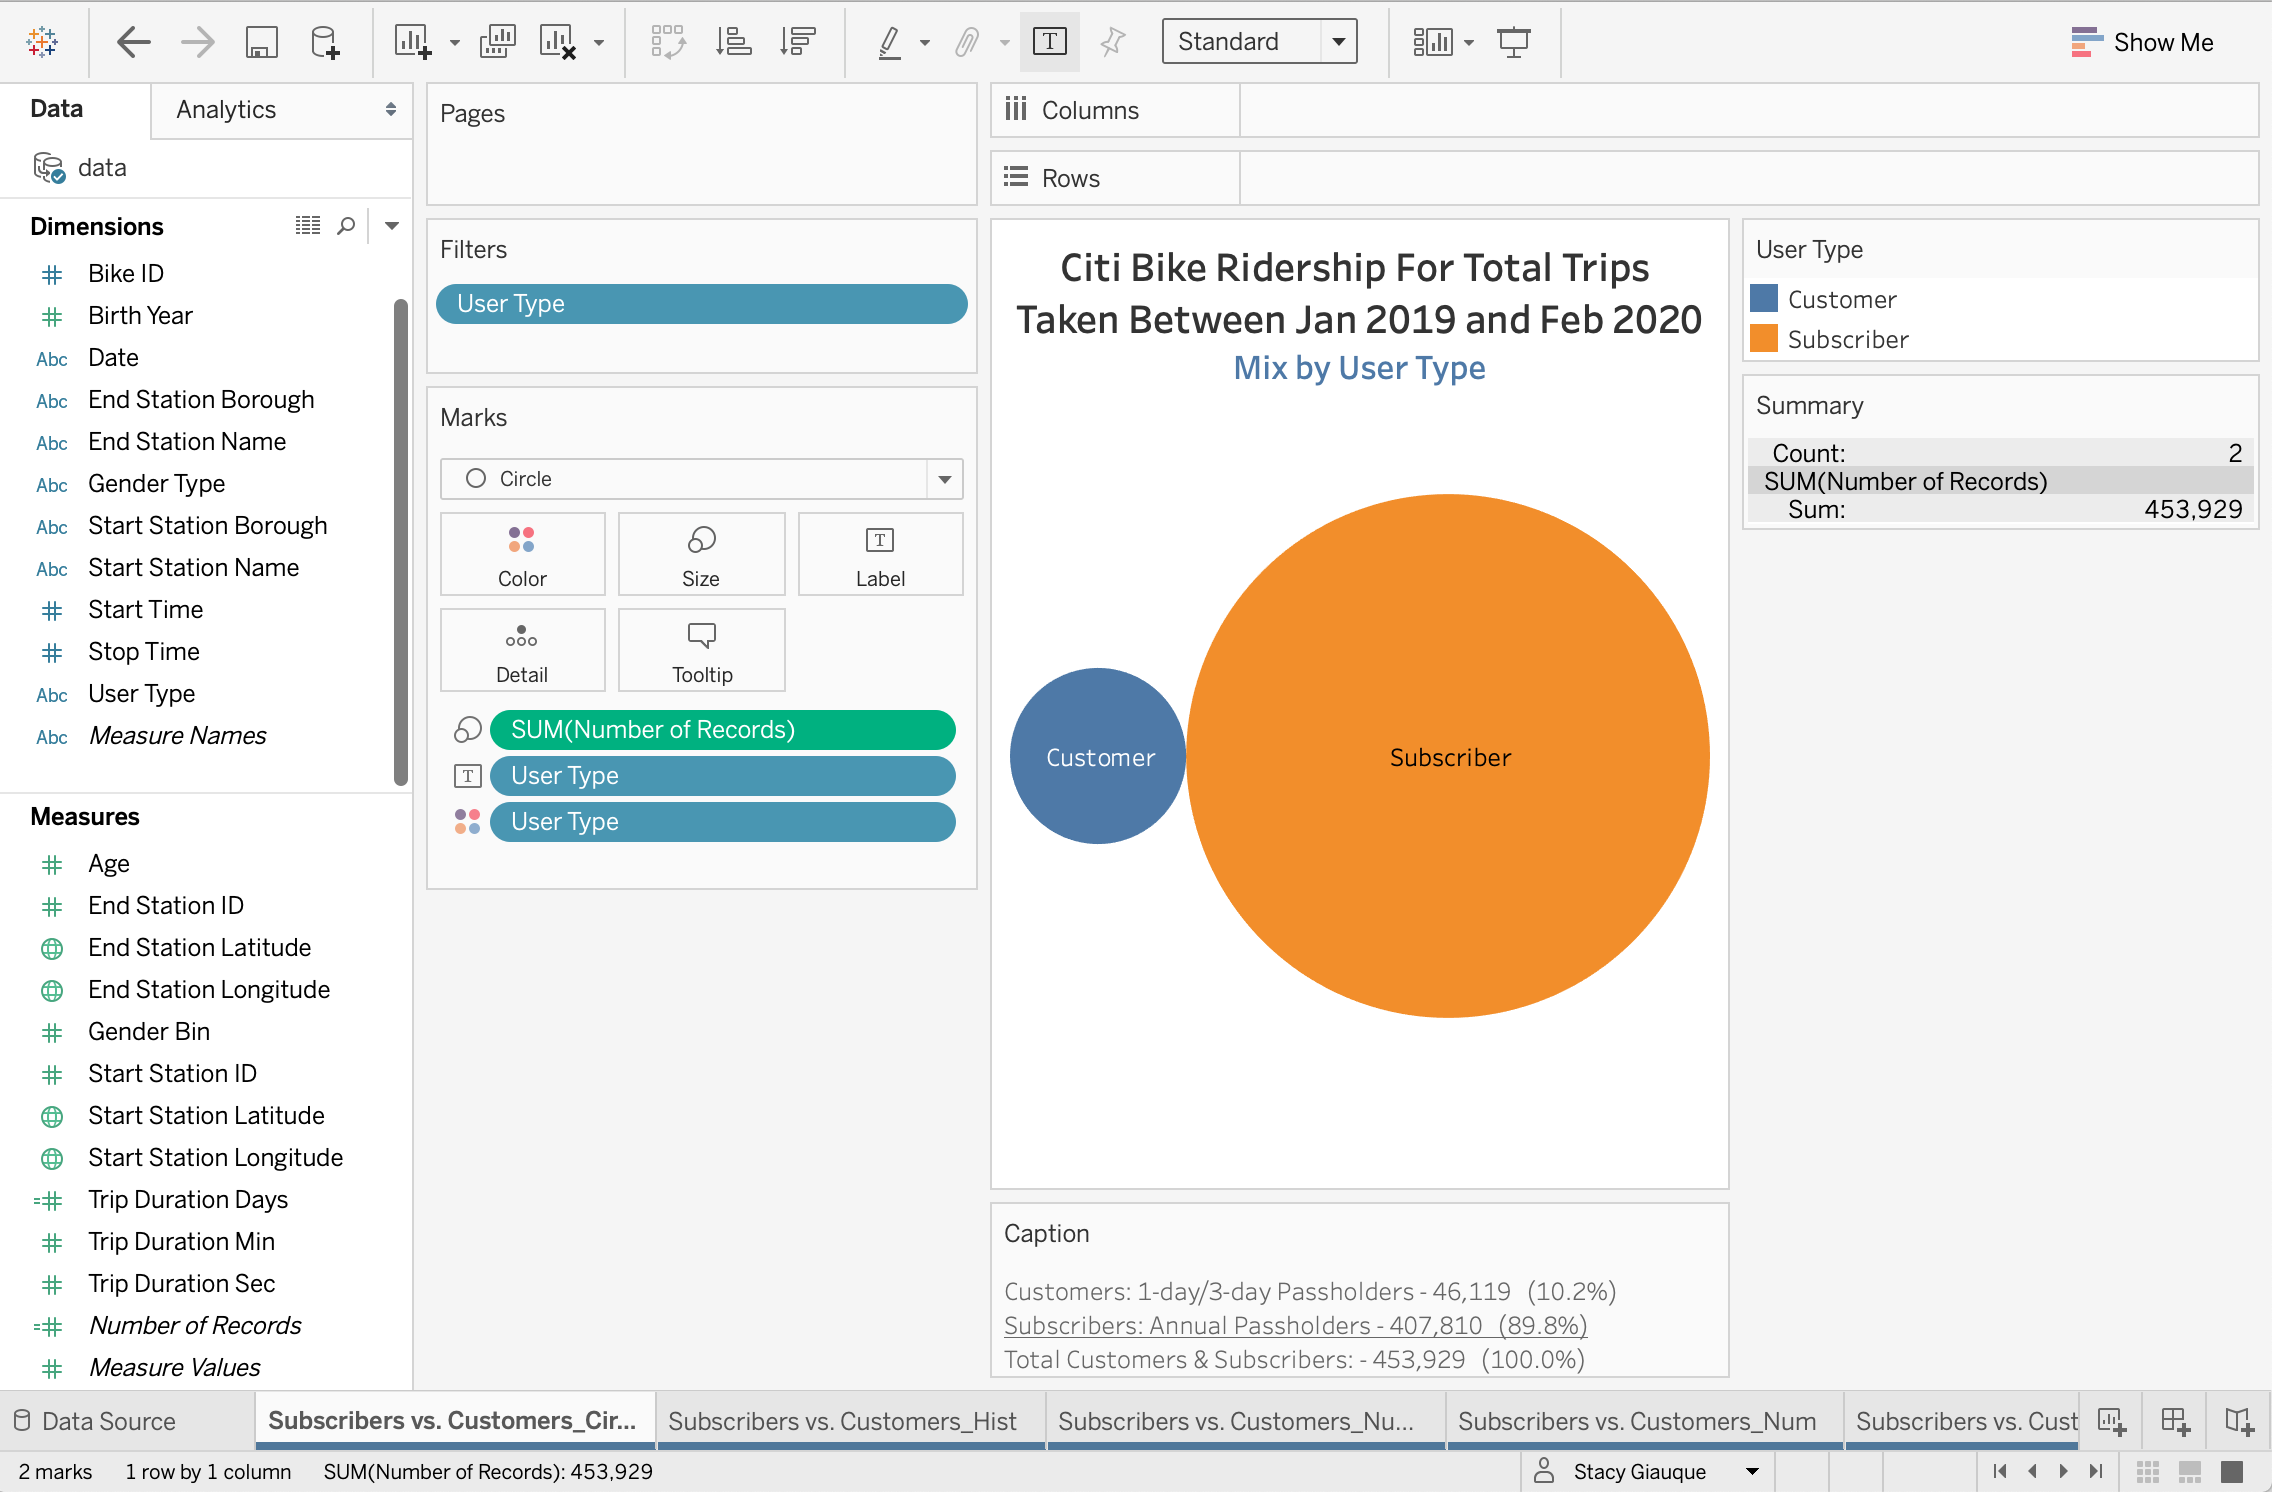 Standard
Show Me
Data
Analytics
data
Dimensions
Bike ID
Birth Year
Abc Date
Abc End Station Borough
Abc End Station Name
Abc Gender Type
Abc Start Station Borough
Abc Start Station Name
Start Time
Stop Time
Abc User Type
Abc Measure Names
Measures
Age
End Station ID
End Station Latitude
End Station Longitude
Gender Bin
Start Station ID
Start Station Latitude
Start Station Longitude
Trip Duration Days
Trip Duration Min
Trip Duration Sec
Number of Records
Measure Values
Pages
Filters
User Type
Marks
Circle
Color
Size
T
Label
Detail
Tooltip
SUM(Number of Records)
T User Type
User Type
Columns
Rows
Citi Bike Ridership For Total Trips
Taken Between Jan 2019 and Feb 2020
Mix by User Type
Customer
Subscriber
Caption
Customers: 1-day/3-day Passholders - 46,119 (10.2%)
Subscribers: Annual Passholders - 407,810 (89.8%)
Total Customers & Subscribers: - 453,929 (100.0%)
User Type
Customer
Subscriber
Summary
Count: 2
SUM(Number of Records)
Sum: 453,929
Data Source
Subscribers vs. Customers_Cir...
Subscribers vs. Customers_Hist
Subscribers vs. Customers_Nu...
Subscribers vs. Customers_Num
Subscribers vs. Cust
2 marks
1 row by 1 column
SUM(Number of Records): 453,929
Stacy Giauque